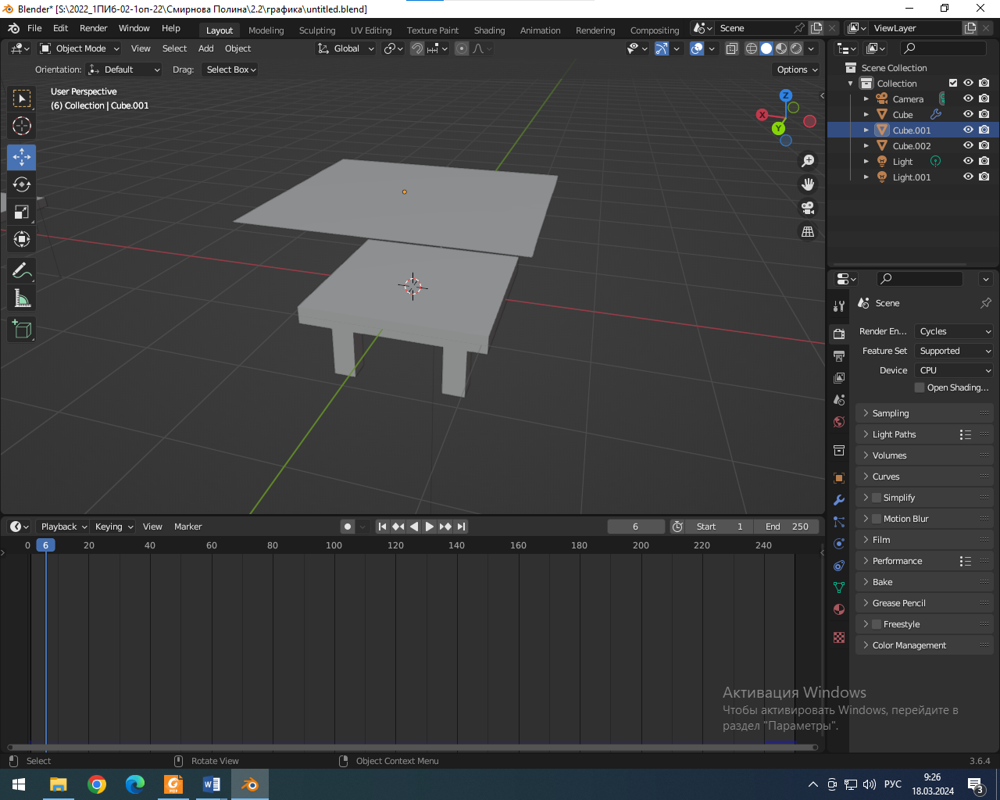 Blender* [S:\2022_1ПИб-02-1оп-22\Смирнова Полина\2.2\графика\untitled.blend]
File Edit Render Window Help Layout Modeling Sculpting UV Editing Texture Paint Shading Animation Rendering Compositing Scene ViewLayer
Object Mode View Select Add Object Global
Orientation: Default Drag: Select Box Options
User Perspective
(6) Collection | Cube.001
Z
X
Y
Scene Collection
Collection
Camera
Cube
Cube.001
Cube.002
Light
Light.001
Scene
Render En... Cycles
Feature Set Supported
Device CPU
Open Shading...
Sampling
Light Paths
Volumes
Curves
Simplify
Motion Blur
Film
Performance
Bake
Grease Pencil
Freestyle
Color Management
Playback Keying View Marker 6 Start 1 End 250
0 6 20 40 60 80 100 120 140 160 180 200 220 240
Активация Windows
Чтобы активировать Windows, перейдите в
раздел "Параметры".
Select Rotate View Object Context Menu 3.6.4
PDF
РУС
9:26
18.03.2024
3